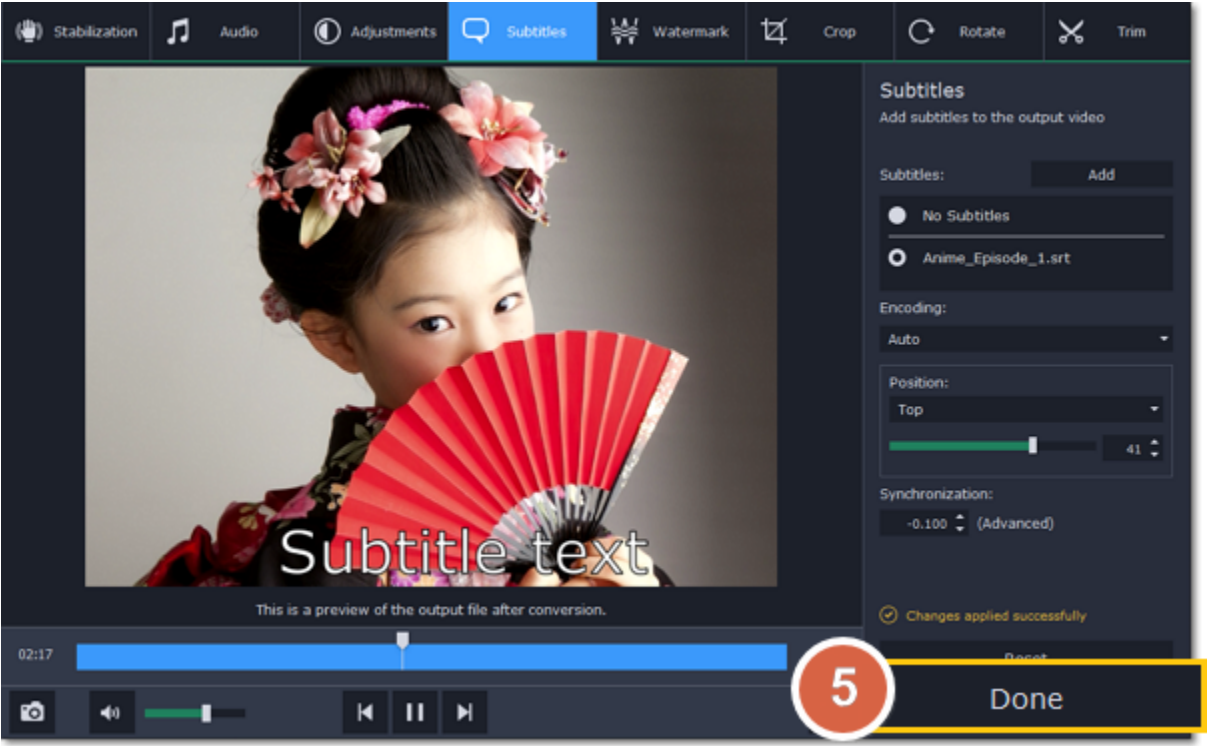 Stabilization Audio Adjustments Subtitles Watermark Crop Rotate Trim
Subtitles
Add subtitles to the output video
Subtitles: Add
No Subtitles
Anime_Episode_1.srt
Encoding:
Auto
Position:
Top
41
Synchronization:
-0.100 (Advanced)
Subtitle text
This is a preview of the output file after conversion.
Changes applied successfully
02:17
Reset
5 Done